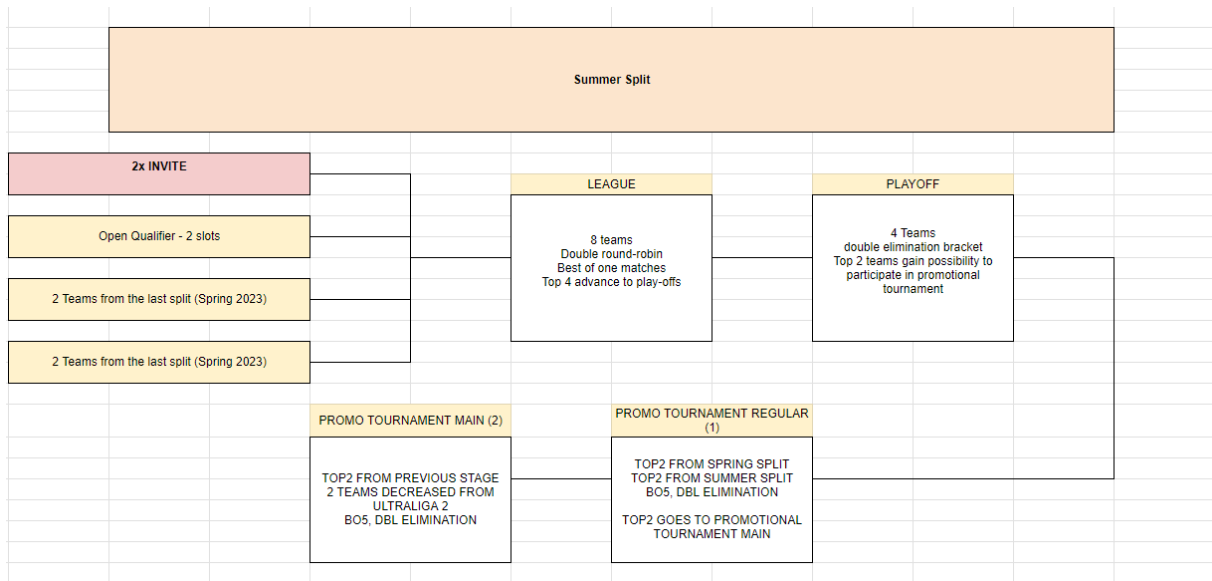 Summer Split
2x INVITE
Open Qualifier - 2 slots
2 Teams from the last split (Spring 2023)
2 Teams from the last split (Spring 2023)
LEAGUE
8 teams
Double round-robin
Best of one matches
Top 4 advance to play-offs
PLAYOFF
4 Teams
double elimination bracket
Top 2 teams gain possibility to
participate in promotional
tournament
PROMO TOURNAMENT MAIN (2)
TOP2 FROM PREVIOUS STAGE
2 TEAMS DECREASED FROM
ULTRALIGA 2
BO5, DBL ELIMINATION
PROMO TOURNAMENT REGULAR
(1)
TOP2 FROM SPRING SPLIT
TOP2 FROM SUMMER SPLIT
BO5, DBL ELIMINATION
TOP2 GOES TO PROMOTIONAL
TOURNAMENT MAIN